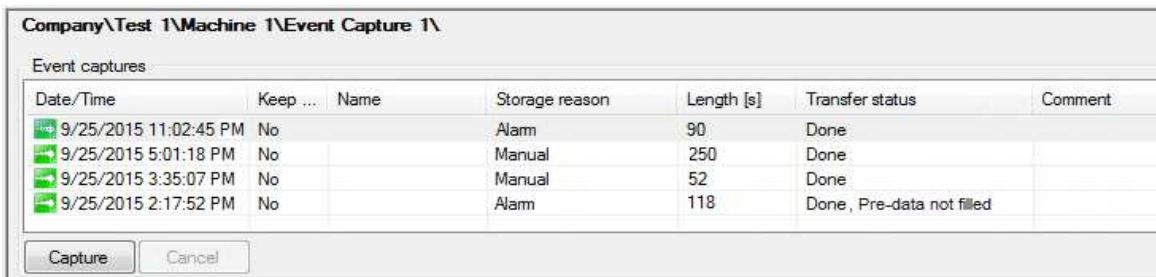 Company\Test 1\Machine 1\Event Capture 1\
Event captures
Date/Time Keep ... Name Storage reason Length [s] Transfer status Comment
9/25/2015 11:02:45 PM No Alarm 90 Done
9/25/2015 5:01:18 PM No Manual 250 Done
9/25/2015 3:35:07 PM No Manual 52 Done
9/25/2015 2:17:52 PM No Alarm 118 Done , Pre-data not filled
Capture Cancel